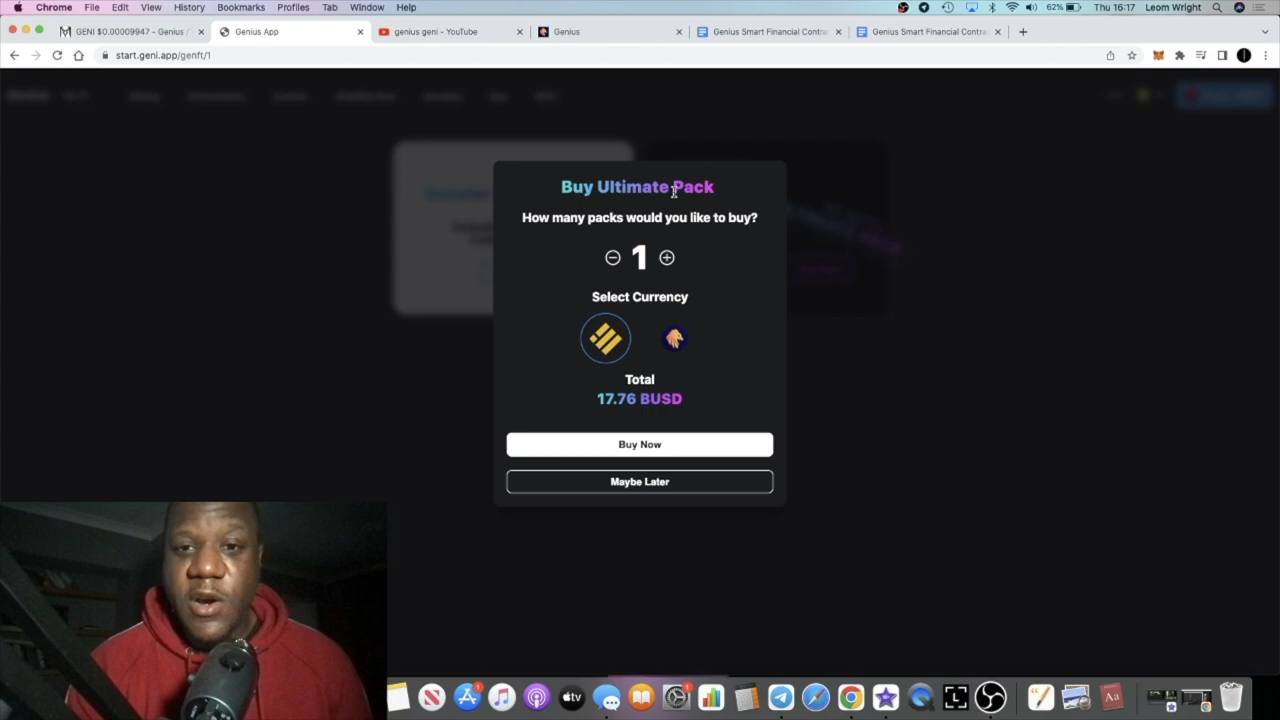 Chrome File Edit View History Bookmarks Profiles Tab Window Help
62% Thu 16:17 Leom Wright
GENI $0.00009947 - Genius /
Genius App
genius geni - YouTube
Genius
Genius Smart Financial Contra
Genius Smart Financial Contra
start.geni.app/genft/1
Buy Ultimate Pack
How many packs would you like to buy?
1
Select Currency
Total
17.76 BUSD
Buy Now
Maybe Later
tv
Aa